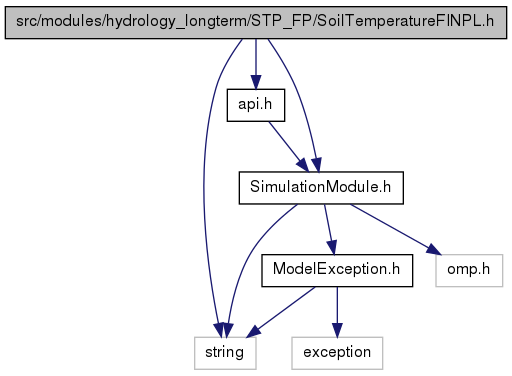 src/modules/hydrology_longterm/STP_FP/SoilTemperatureFINPL.h
api.h
SimulationModule.h
ModelException.h
omp.h
string
exception